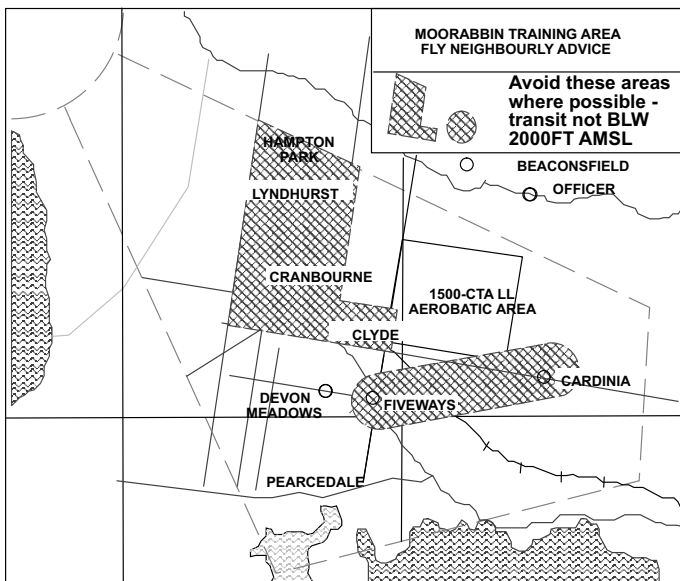 MOORABBIN TRAINING AREA
FLY NEIGHBOURLY ADVICE
Avoid these areas
where possible -
transit not BLW
2000FT AMSL
HAMPTON
PARK
BEACONSFIELD
OFFICER
LYNDHURST
CRANBOURNE
1500-CTA LL
AEROBATIC AREA
CLYDE
CARDINIA
DEVON
MEADOWS
FIVEWAYS
PEARCEDALE